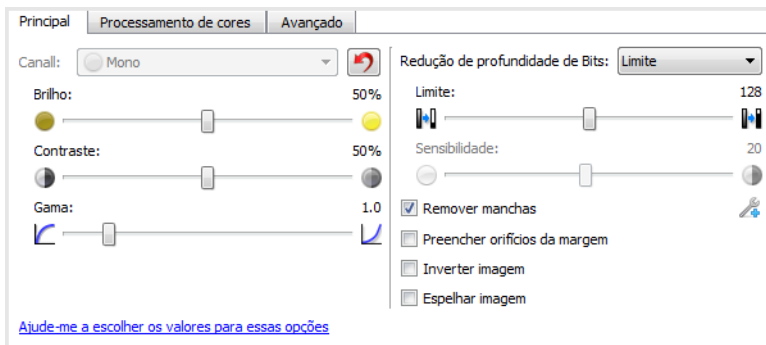 Principal Processamento de cores Avançado
Canall: Mono
Brilho: 50%
Contraste: 50%
Gama: 1.0
Redução de profundidade de Bits: Limite
Limite: 128
Sensibilidade: 20
Remover manchas
Preencher orifícios da margem
Inverter imagem
Espelhar imagem
Ajude-me a escolher os valores para essas opções